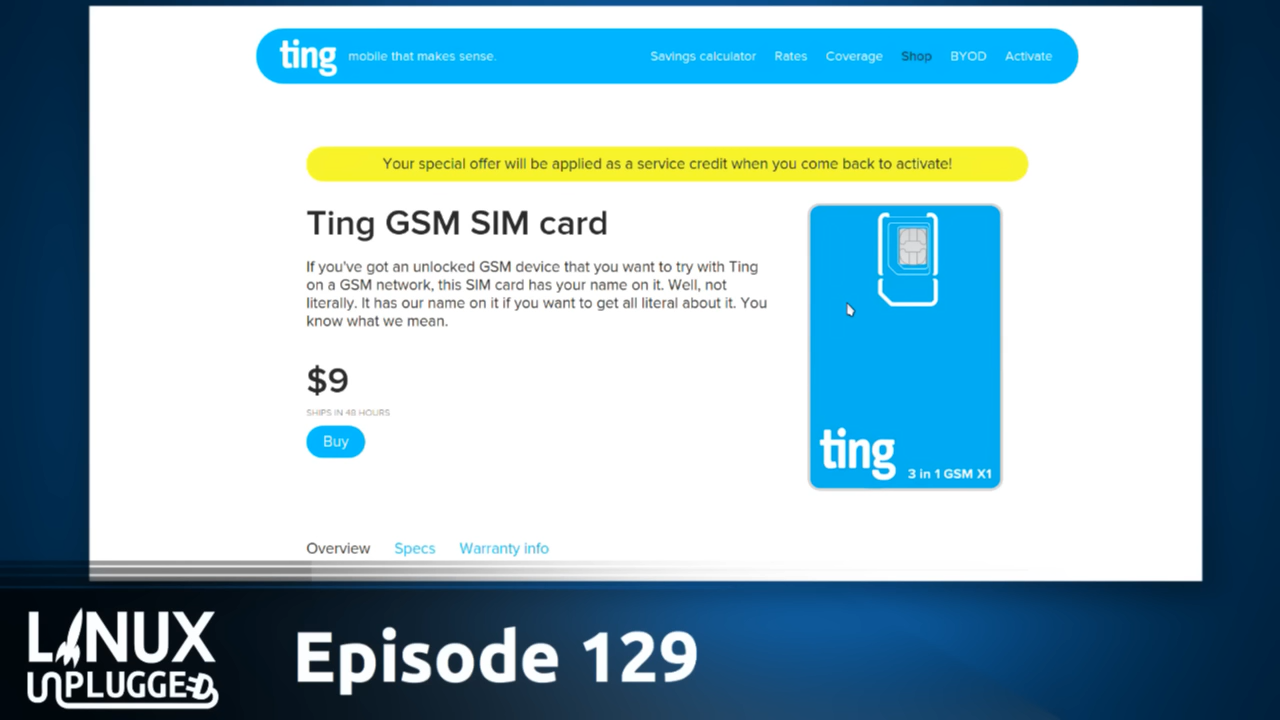 ting mobile that makes sense. Savings calculator Rates Coverage Shop BYOD Activate
Your special offer will be applied as a service credit when you come back to activate!
Ting GSM SIM card
If you've got an unlocked GSM device that you want to try with Ting
on a GSM network, this SIM card has your name on it. Well, not
literally. It has our name on it if you want to get all literal about it. You
know what we mean.
$9
SHIPS IN 48 HOURS
Buy
ting
3 in 1 GSM X1
Overview Specs Warranty info
LINUX
UNPLUGGED
Episode 129